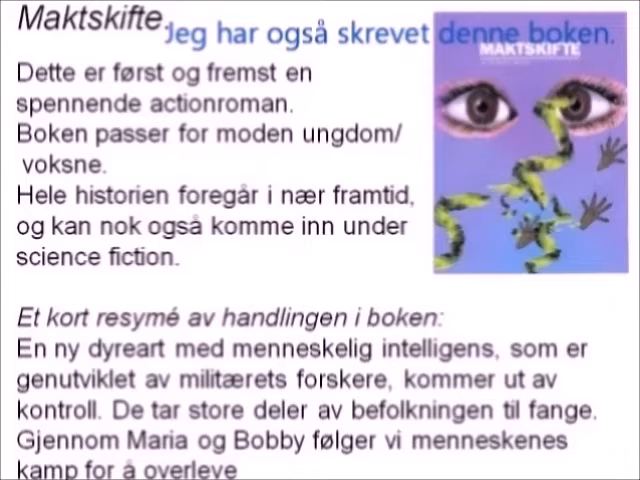 Maktskifte
Jeg har også skrevet denne boken.
MAKTSKIFTE
Dette er først og fremst en
spennende actionroman.
Boken passer for moden ungdom/
voksne.
Hele historien foregår i nær framtid,
og kan nok også komme inn under
science fiction.
Et kort resymé av handlingen i boken:
En ny dyreart med menneskelig intelligens, som er
genutviklet av militærets forskere, kommer ut av
kontroll. De tar store deler av befolkningen til fange.
Gjennom Maria og Bobby følger vi menneskenes
kamp for å overleve